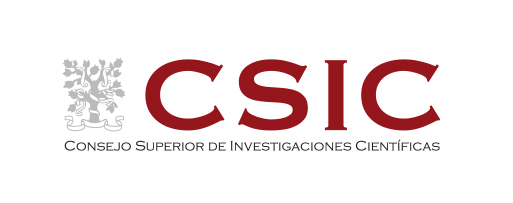 CSIC
CONSEJO SUPERIOR DE INVESTIGACIONES CIENTÍFICAS